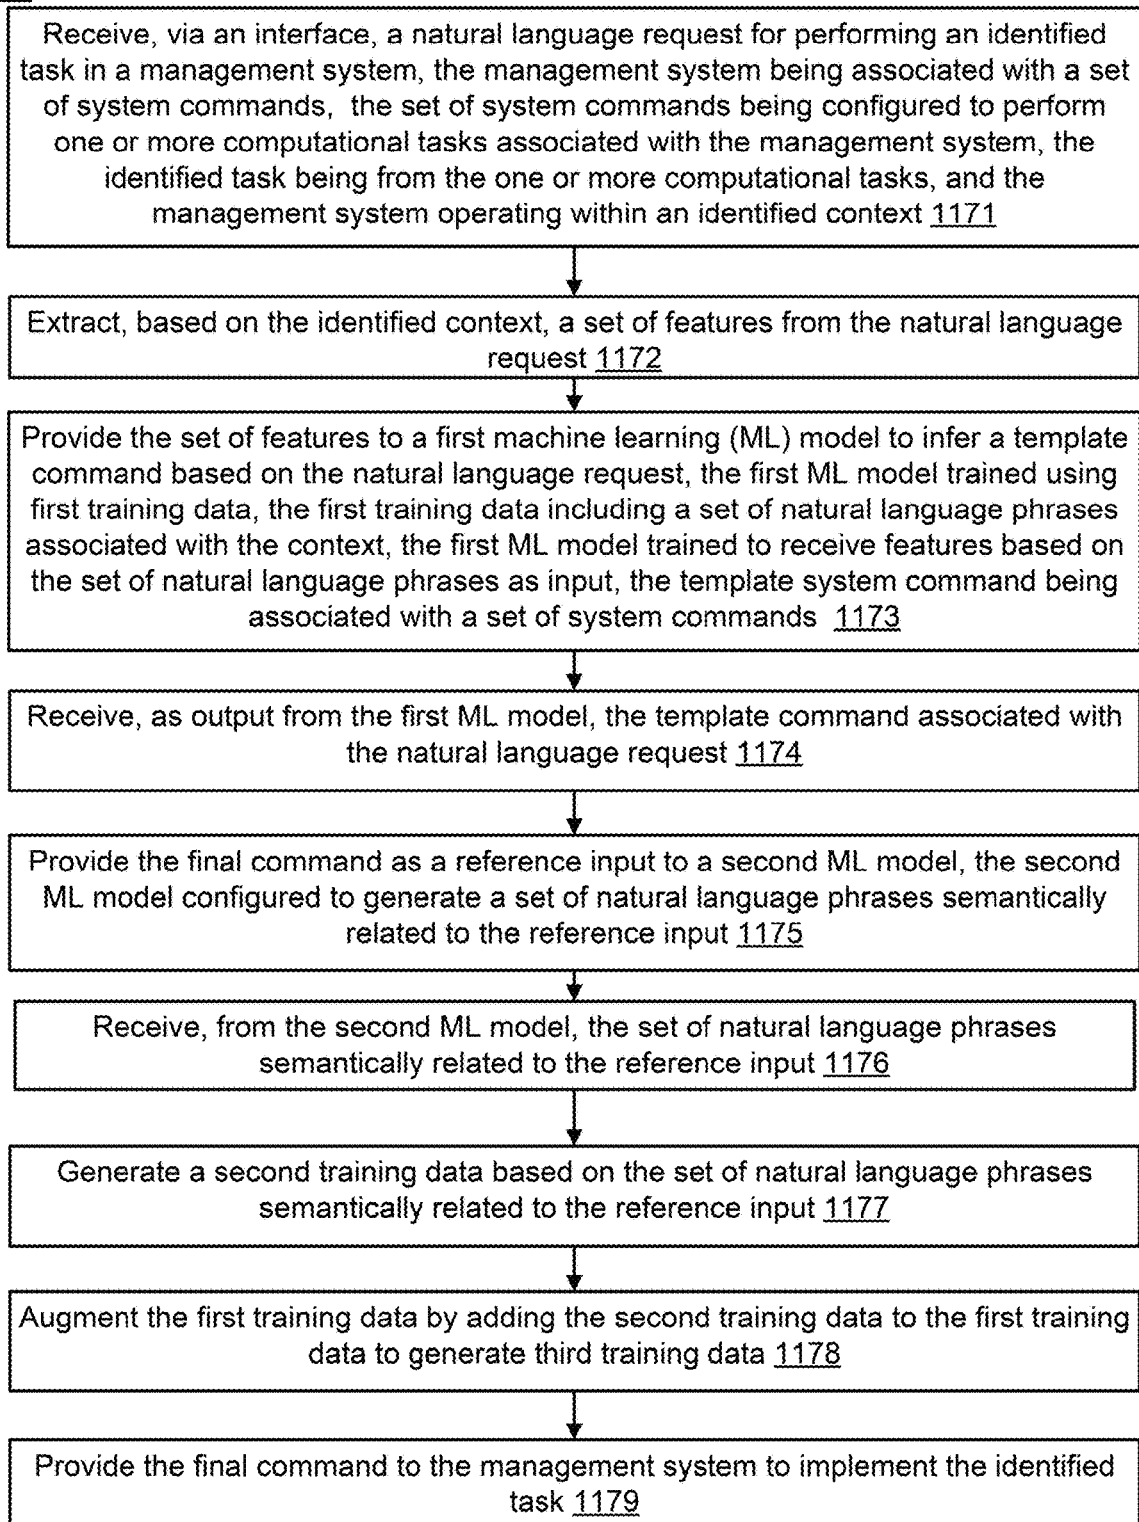 Receive, via an interface, a natural language request for performing an identified
task in a management system, the management system being associated with a set
of system commands, the set of system commands being configured to perform
one or more computational tasks associated with the management system, the
identified task being from the one or more computational tasks, and the
management system operating within an identified context 1171
Extract, based on the identified context, a set of features from the natural language
request 1172
Provide the set of features to a first machine learning (ML) model to infer a template
command based on the natural language request, the first ML model trained using
first training data, the first training data including a set of natural language phrases
associated with the context, the first ML model trained to receive features based on
the set of natural language phrases as input, the template system command being
associated with a set of system commands 1173
Receive, as output from the first ML model, the template command associated with
the natural language request 1174
Provide the final command as a reference input to a second ML model, the second
ML model configured to generate a set of natural language phrases semantically
related to the reference input 1175
Receive, from the second ML model, the set of natural language phrases
semantically related to the reference input 1176
Generate a second training data based on the set of natural language phrases
semantically related to the reference input 1177
Augment the first training data by adding the second training data to the first training
data to generate third training data 1178
Provide the final command to the management system to implement the identified
task 1179